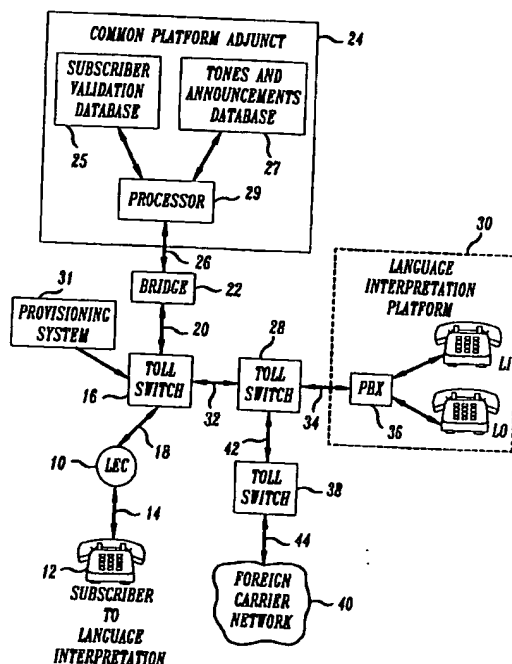 COMMON PLATFORM ADJUNCT
24
SUBSCRIBER
VALIDATION
DATABASE
TONES AND
ANNOUNCEMENTS
DATABASE
25
27
PROCESSOR
29
26
BRIDGE
22
31
PROVISIONING
SYSTEM
20
TOLL
SWITCH
16
32
28
TOLL
SWITCH
34
30
LANGUAGE
INTERPRETATION
PLATFORM
LI
PBX
36
LO
18
10
LEC
14
12
SUBSCRIBER
TO
LANGUAGE
INTERPRETATION
42
TOLL
SWITCH
38
44
FOREIGN
CARRIER
NETWORK
40